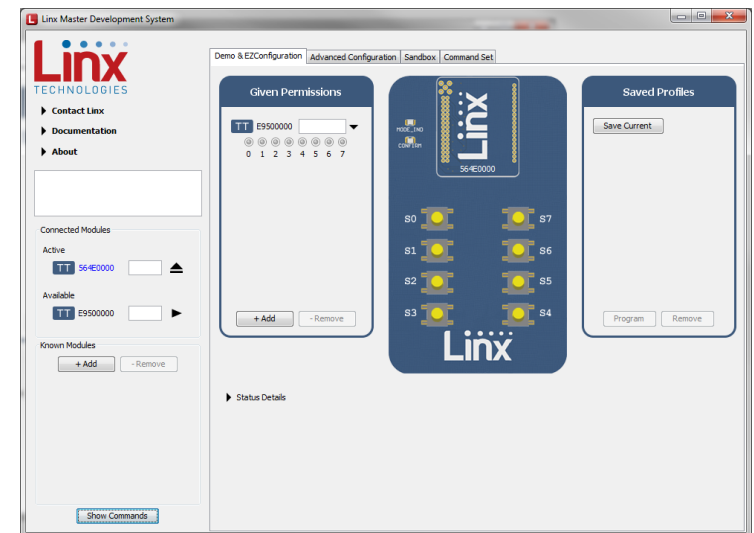 Linx Master Development System
Linx
TECHNOLOGIES
Contact Linx
Documentation
About
Connected Modules
Active
TT 564E0000
Available
TT E9500000
Known Modules
+ Add - Remove
Show Commands
Demo & EZConfiguration Advanced Configuration Sandbox Command Set
Given Permissions
TT E9500000
0 1 2 3 4 5 6 7
+ Add - Remove
MODE_IND
CONFIRM
Linx
564E0000
S0 S7
S1 S6
S2 S5
S3 S4
Linx
Saved Profiles
Save Current
Program Remove
Status Details